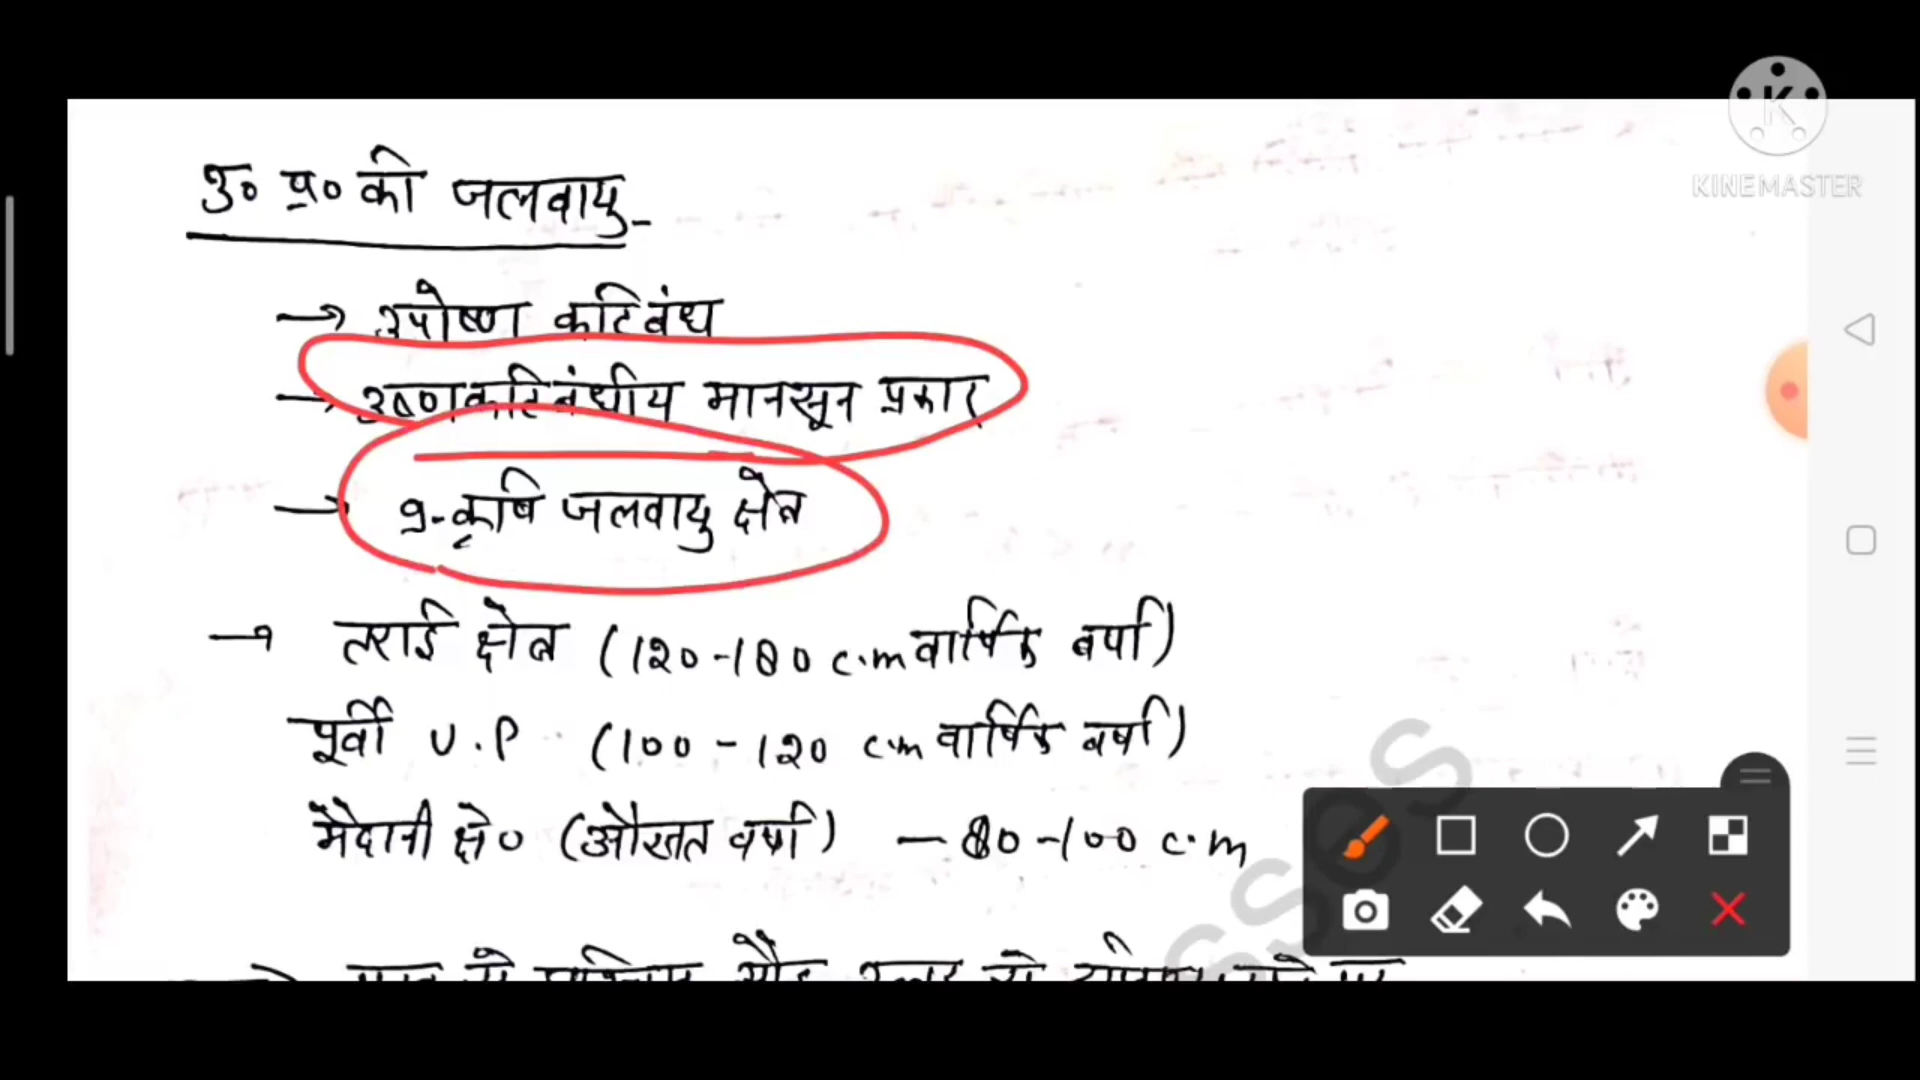 उ० प्र० की जलवायु -
KINEMASTER
→ उपोष्ण कटिबंध
→ उष्णकटिबंधीय मानसून प्रकार
→ 9-कृषि जलवायु क्षेत्र
→ तराई क्षेत्र (120-180 c.m वार्षिक वर्षा)
पूर्वी U.P (100-120 cm वार्षिक वर्षा)
मैदानी क्षे० (औसत वर्षा) - 80-100 c.m